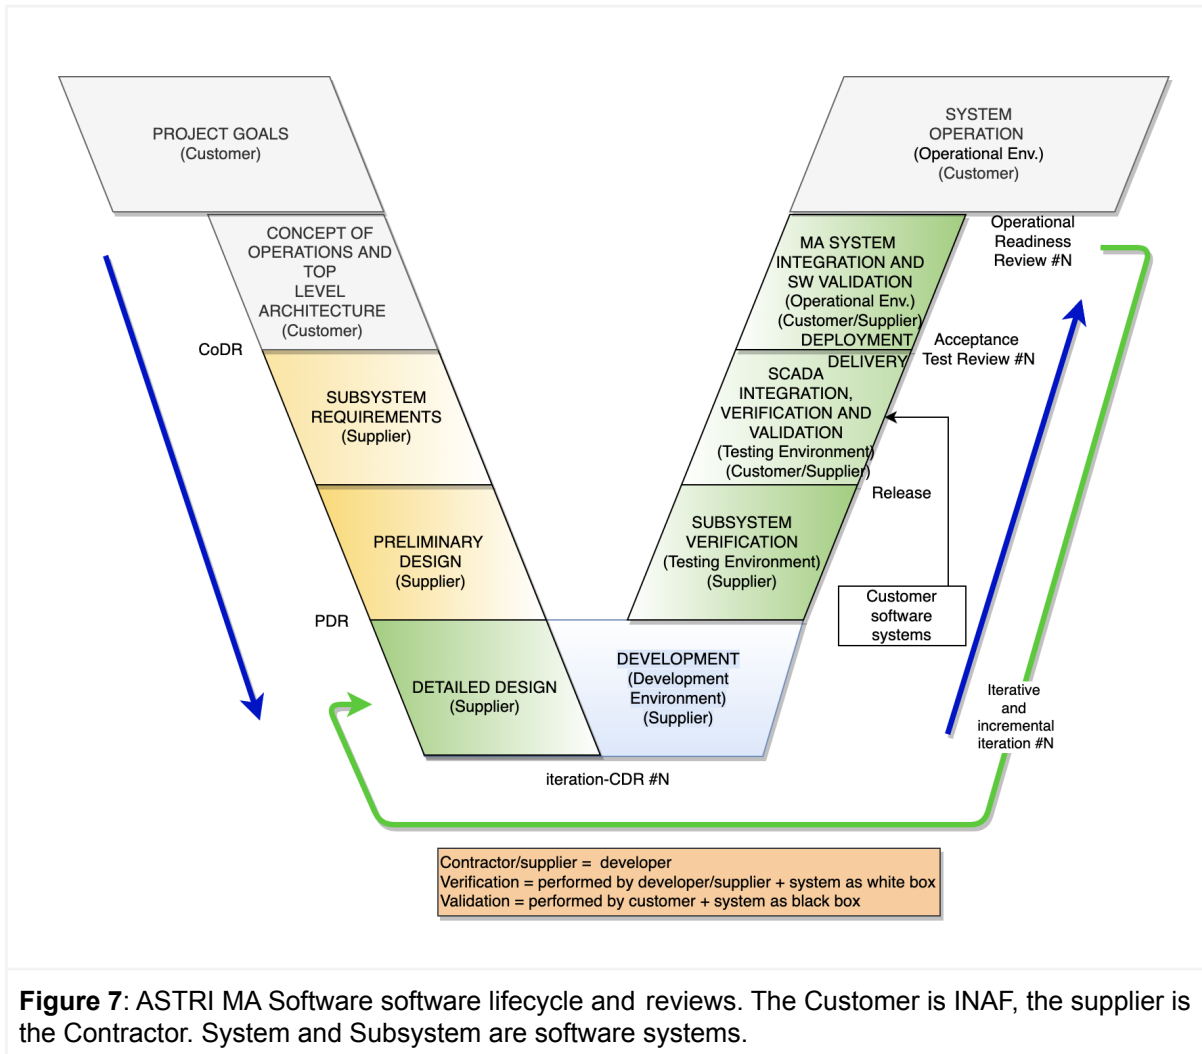 PROJECT GOALS
(Customer)
CONCEPT OF
OPERATIONS AND
TOP
LEVEL
ARCHITECTURE
(Customer)
CoDR
SUBSYSTEM
REQUIREMENTS
(Supplier)
PRELIMINARY
DESIGN
(Supplier)
PDR
DETAILED DESIGN
(Supplier)
DEVELOPMENT
(Development
Environment)
(Supplier)
iteration-CDR #N
SYSTEM
OPERATION
(Operational Env.)
(Customer)
Operational
Readiness
Review #N
MA SYSTEM
INTEGRATION AND
SW VALIDATION
(Operational Env.)
(Customer/Supplier)
DEPLOYMENT
Acceptance
Test Review #N
DELIVERY
SCADA
INTEGRATION,
VERIFICATION AND
VALIDATION
(Testing Environment)
(Customer/Supplier)
Release
SUBSYSTEM
VERIFICATION
(Testing Environment)
(Supplier)
Customer
software
systems
Iterative
and
incremental
iteration #N
Contractor/supplier = developer
Verification = performed by developer/supplier + system as white box
Validation = performed by customer + system as black box
Figure 7: ASTRI MA Software software lifecycle and reviews. The Customer is INAF, the supplier is
the Contractor. System and Subsystem are software systems.